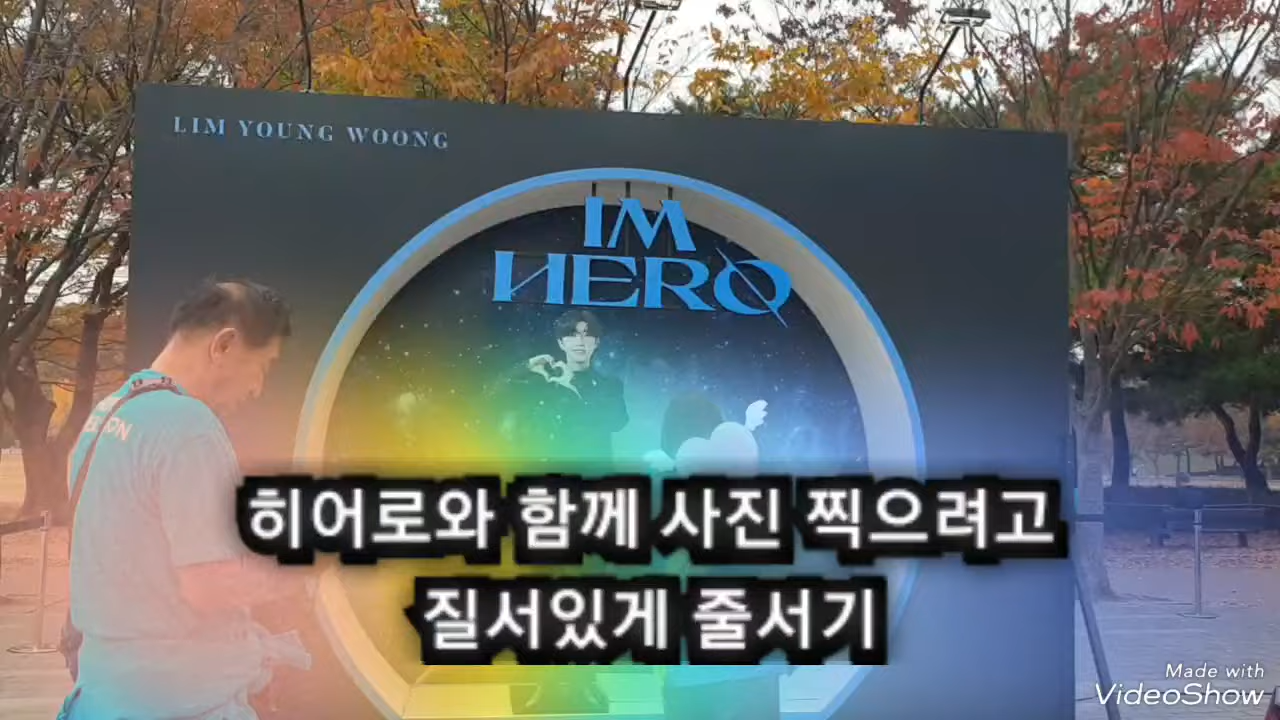 LIM YOUNG WOONG
IM
HERO
히어로와 함께 사진 찍으려고
질서있게 줄서기
Made with
VideoShow